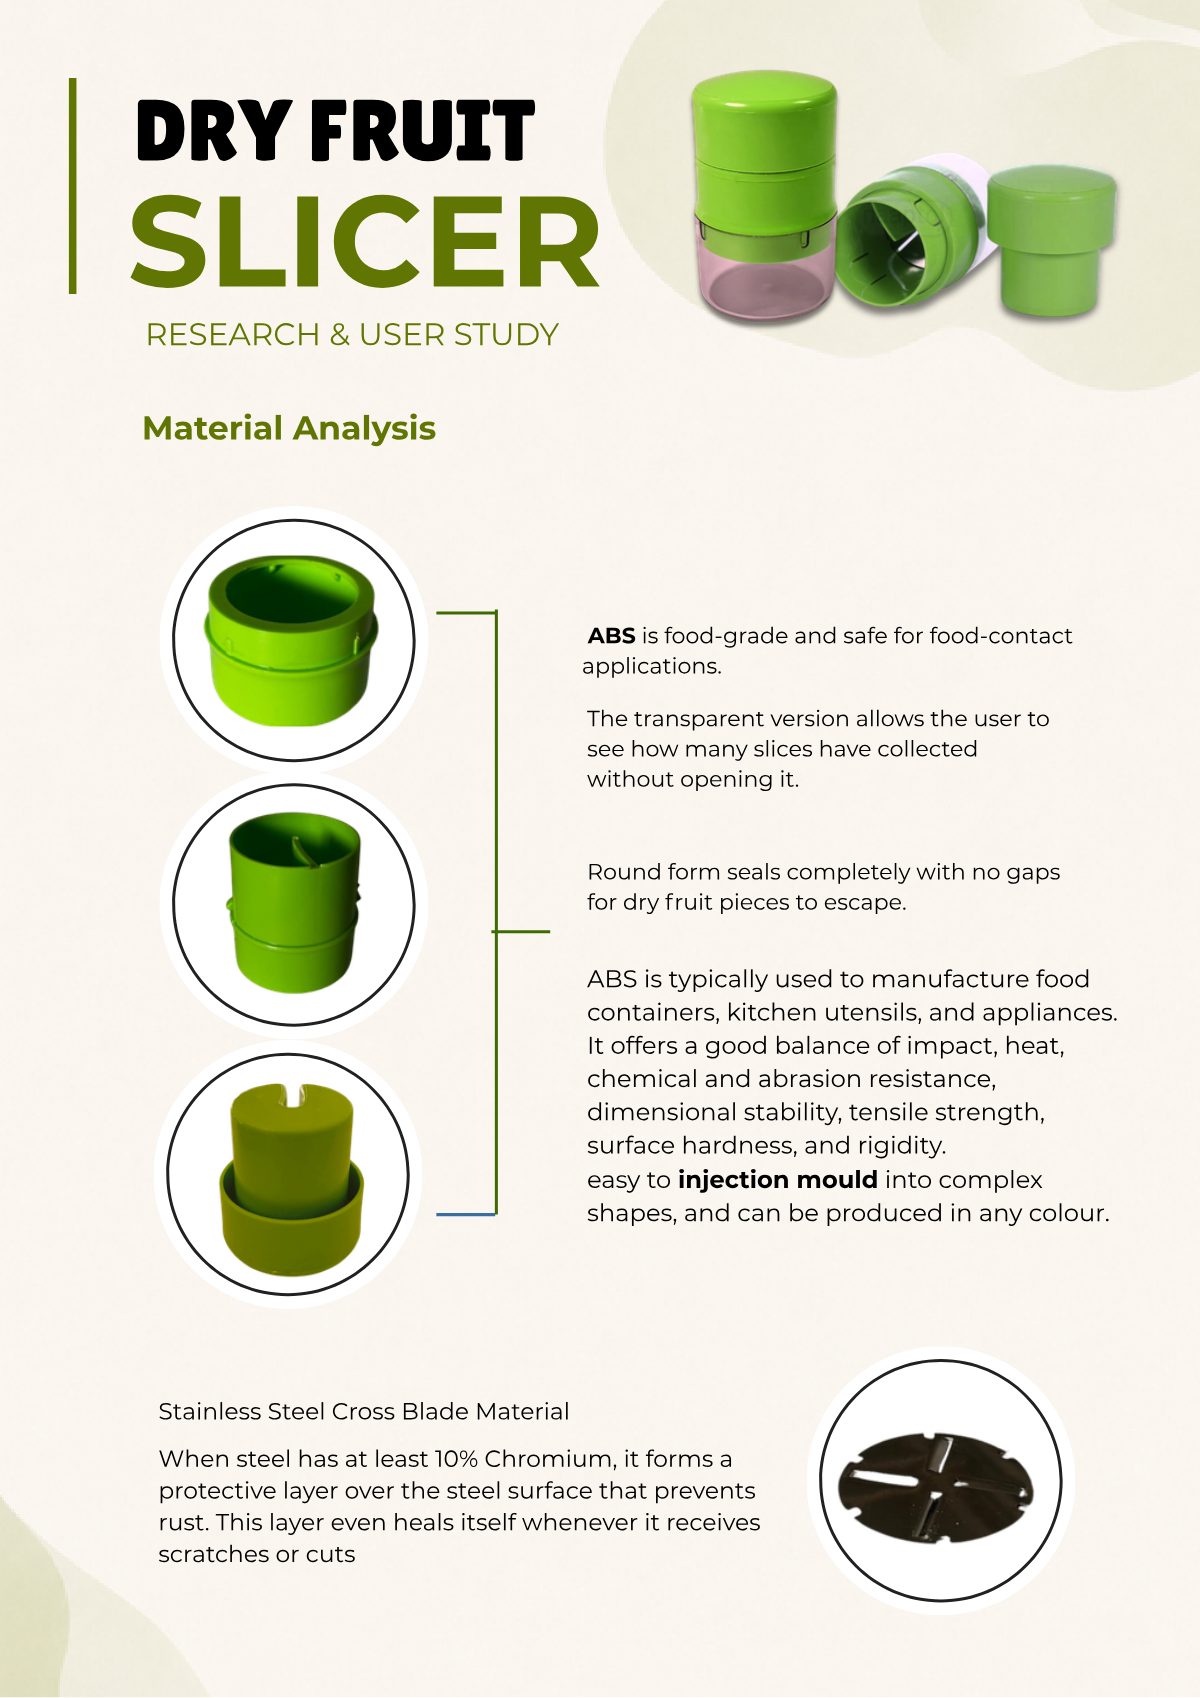 DRY FRUIT
SLICER
RESEARCH & USER STUDY
Material Analysis
ABS is food-grade and safe for food-contact
applications.
The transparent version allows the user to
see how many slices have collected
without opening it.
Round form seals completely with no gaps
for dry fruit pieces to escape.
ABS is typically used to manufacture food
containers, kitchen utensils, and appliances.
It offers a good balance of impact, heat,
chemical and abrasion resistance,
dimensional stability, tensile strength,
surface hardness, and rigidity.
easy to injection mould into complex
shapes, and can be produced in any colour.
Stainless Steel Cross Blade Material
When steel has at least 10% Chromium, it forms a
protective layer over the steel surface that prevents
rust. This layer even heals itself whenever it receives
scratches or cuts